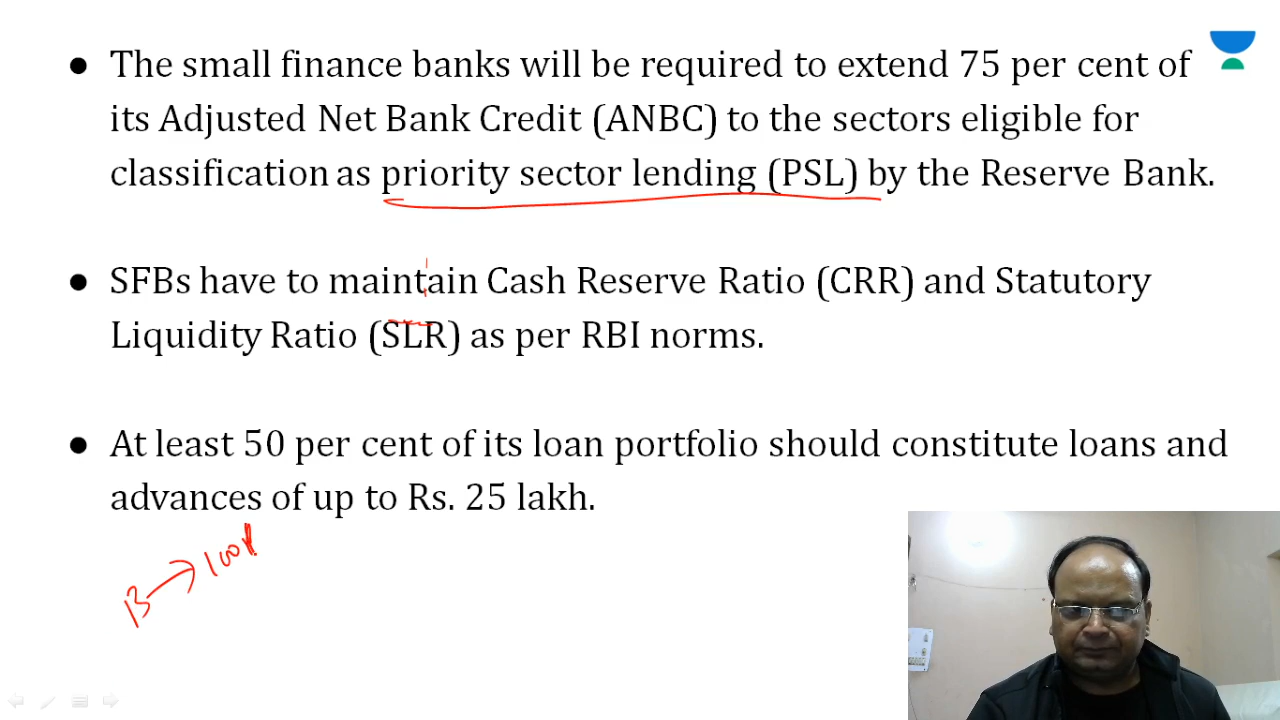 ● The small finance banks will be required to extend 75 per cent of
its Adjusted Net Bank Credit (ANBC) to the sectors eligible for
classification as priority sector lending (PSL) by the Reserve Bank.
● SFBs have to maintain Cash Reserve Ratio (CRR) and Statutory
Liquidity Ratio (SLR) as per RBI norms.
● At least 50 per cent of its loan portfolio should constitute loans and
advances of up to Rs. 25 lakh.
B → 100